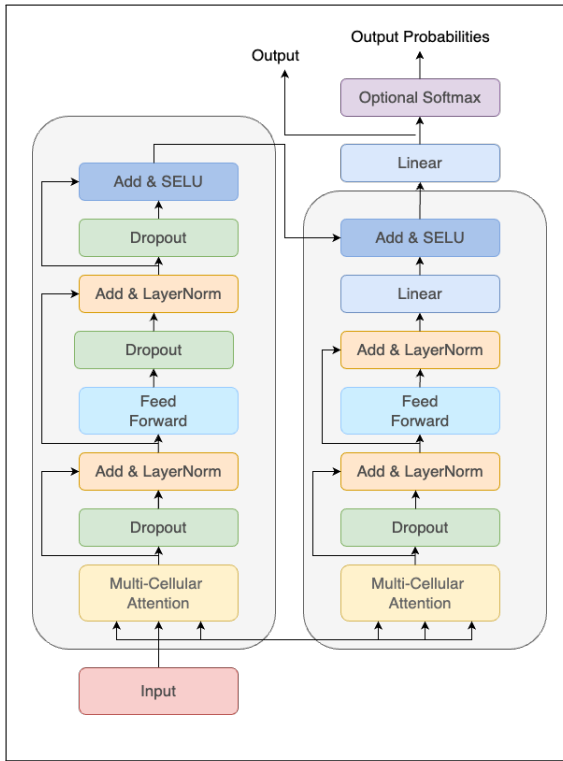 Output Probabilities
Output
Optional Softmax
Linear
Add & SELU
Dropout
Add & LayerNorm
Dropout
Feed
Forward
Add & LayerNorm
Dropout
Multi-Cellular
Attention
Input
Add & SELU
Linear
Add & LayerNorm
Feed
Forward
Add & LayerNorm
Dropout
Multi-Cellular
Attention